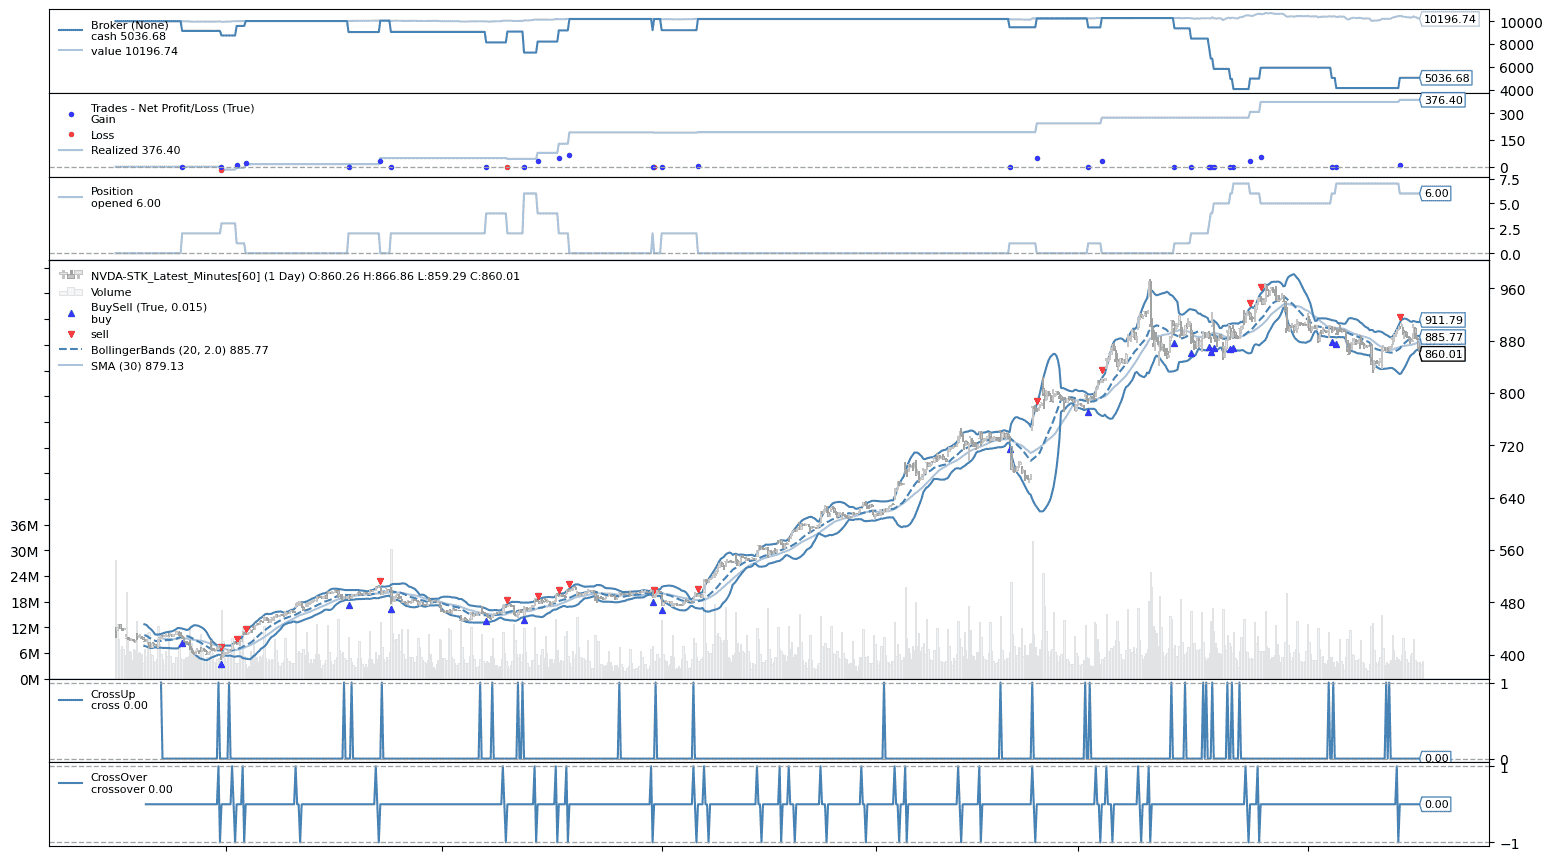 Broker (None)
cash 5036.68
value 10196.74
10196.74
10000
8000
6000
5036.68
4000
Trades - Net Profit/Loss (True)
Gain
Loss
Realized 376.40
376.40
300
150
0
Position
opened 6.00
7.5
6.00
5.0
2.5
0.0
NVDA-STK_Latest_Minutes[60] (1 Day) O:860.26 H:866.86 L:859.29 C:860.01
Volume
BuySell (True, 0.015)
buy
sell
BollingerBands (20, 2.0) 885.77
SMA (30) 879.13
960
911.79
885.77
880
860.01
800
720
640
560
480
400
36M
30M
24M
18M
12M
6M
0M
CrossUp
cross 0.00
1
0.00
0
CrossOver
crossover 0.00
1
0.00
−1